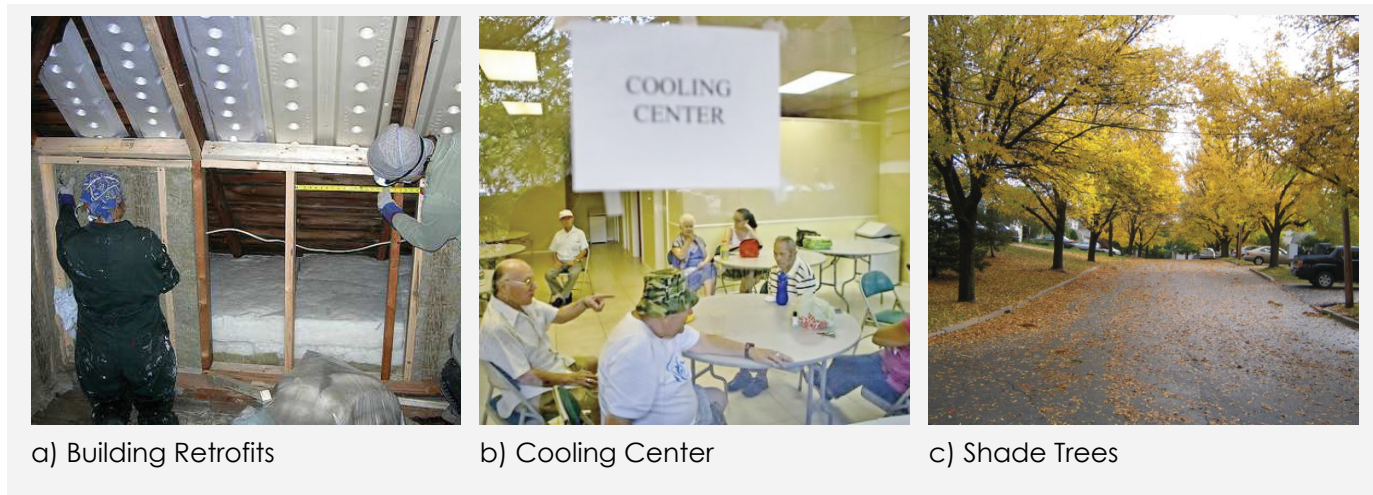 COOLING
CENTER
a) Building Retrofits
b) Cooling Center
c) Shade Trees